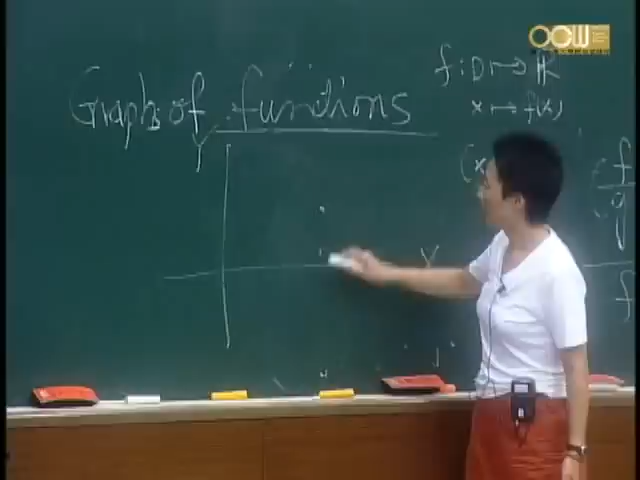 OCW
Graph of functions
f: D ↦ ℝ
x ↦ f(x)
(x
Y
X
f
g
f